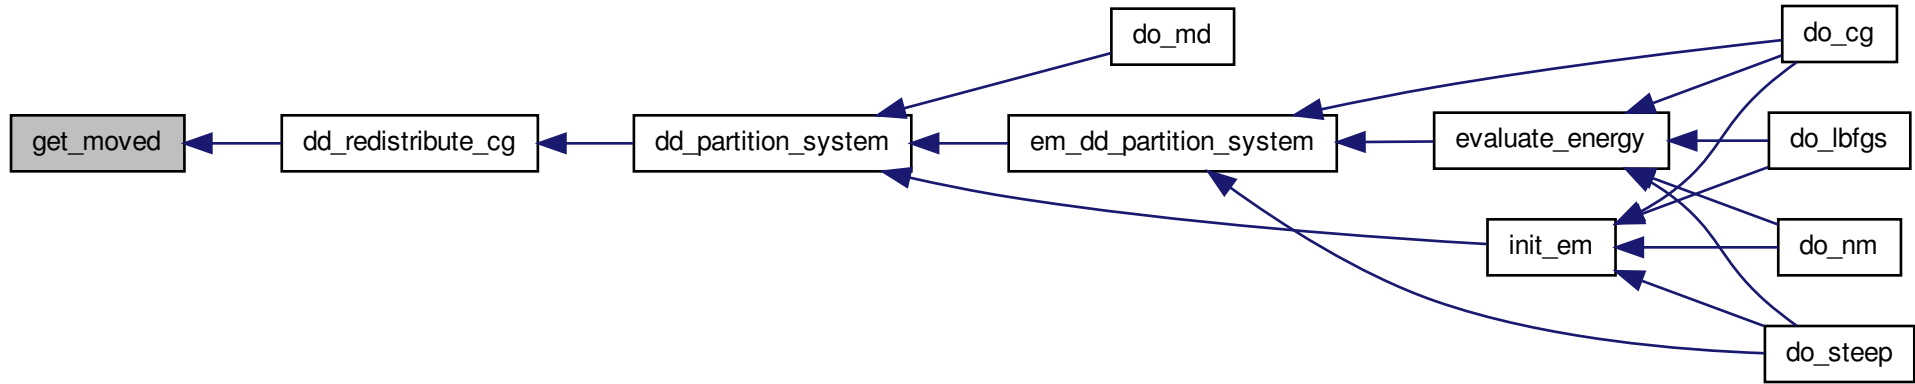 get_moved
dd_redistribute_cg
dd_partition_system
do_md
em_dd_partition_system
evaluate_energy
init_em
do_cg
do_lbfgs
do_nm
do_steep